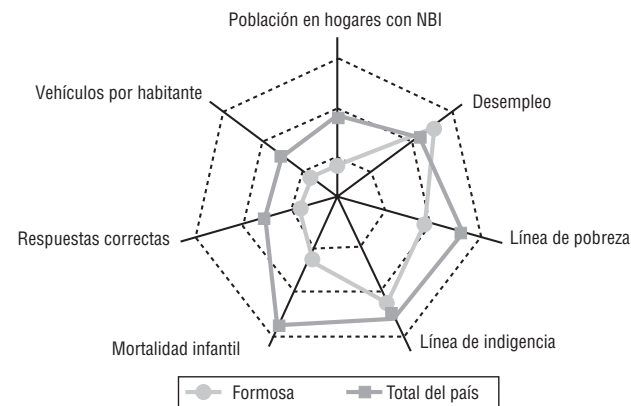 Población en hogares con NBI
Vehículos por habitante
Desempleo
Respuestas correctas
Línea de pobreza
Mortalidad infantil
Línea de indigencia
Formosa
Total del país